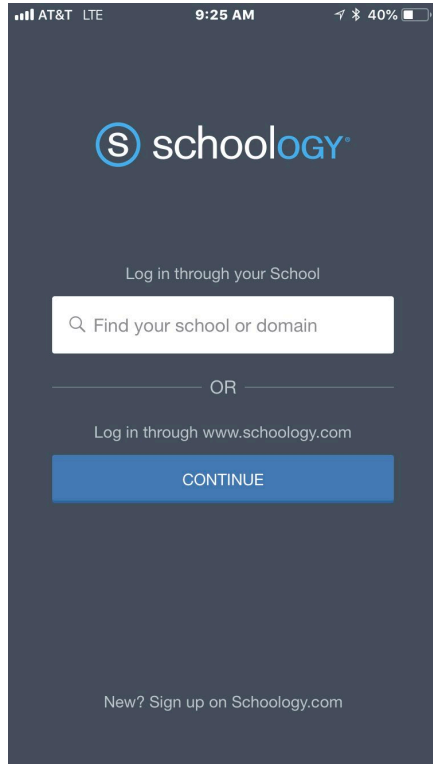 AT&T LTE 9:25 AM 40%
S schoology®
Log in through your School
Find your school or domain
OR
Log in through www.schoology.com
CONTINUE
New? Sign up on Schoology.com